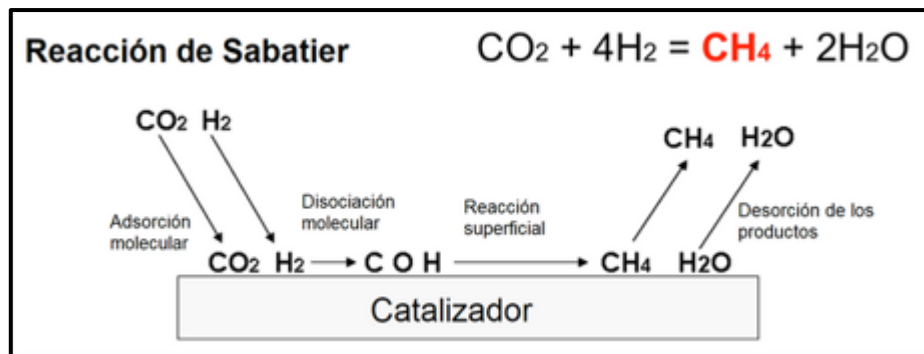 Reacción de Sabatier
CO2 + 4H2 = CH4 + 2H2O
CO2 H2
CH4 H2O
Adsorción
molecular
Disociación
molecular
Reacción
superficial
Desorción de los
productos
CO2 H2
C O H
CH4 H2O
Catalizador